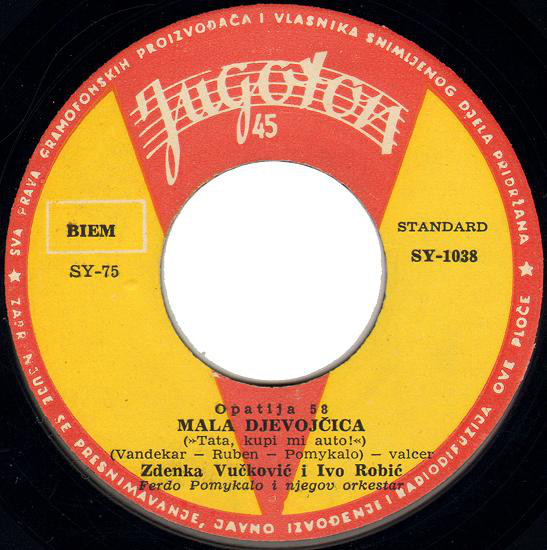 SVA PRAVA GRAMOFONSKIH PROIZVOĐAČA I VLASNIKA SNIMLJENOG DJELA PRIDRŽANA
Jugoton
45
BIEM
STANDARD
SY-75
SY-1038
Opatija 58
MALA DJEVOJČICA
(»Tata, kupi mi auto!«)
(Vandekar – Ruben – Pomykalo) – valcer
Zdenka Vučković i Ivo Robić
Ferdo Pomykalo i njegov orkestar
ZABRANJUJE SE PRESNIMAVANJE, JAVNO IZVOĐENJE I RADIODIFUZIJA OVE PLOČE